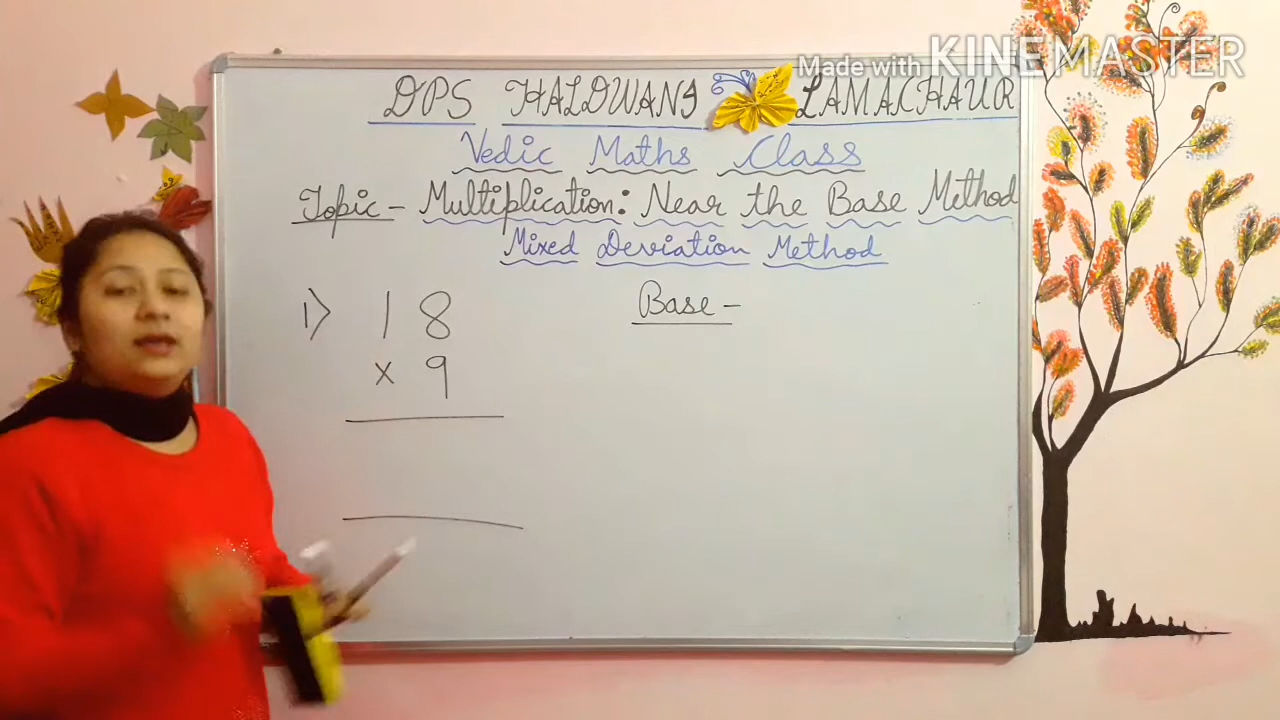 Made with KINEMASTER
DPS HALDWANI LAMACHAUR
Vedic Maths Class
Topic - Multiplication: Near the Base Method
Mixed Deviation Method
1) 18 Base -
x 9